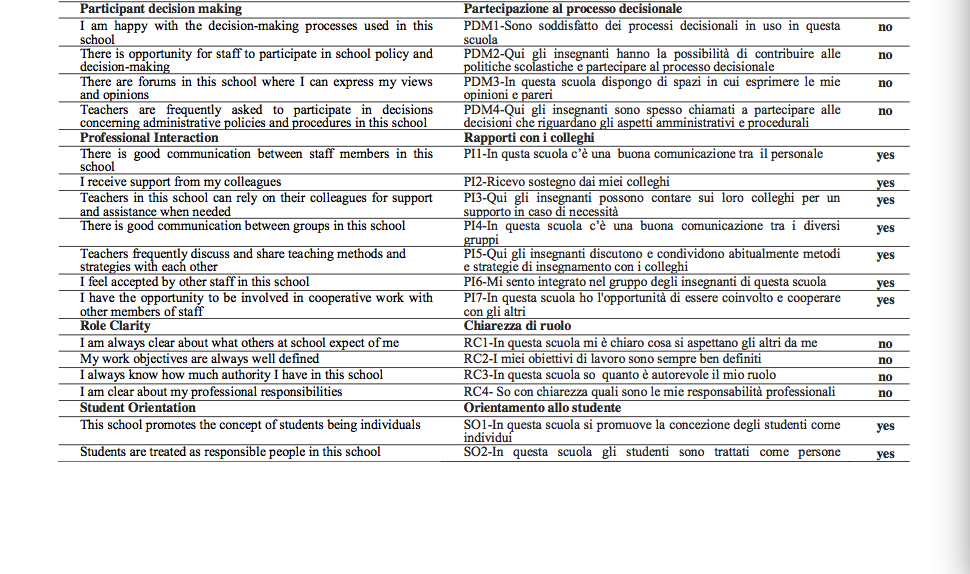 Participant decision making Partecipazione al processo decisionale
I am happy with the decision-making processes used in this school PDM1-Sono soddisfatto dei processi decisionali in uso in questa scuola no
There is opportunity for staff to participate in school policy and decision-making PDM2-Qui gli insegnanti hanno la possibilità di contribuire alle politiche scolastiche e partecipare al processo decisionale no
There are forums in this school where I can express my views and opinions PDM3-In questa scuola dispongo di spazi in cui esprimere le mie opinioni e pareri no
Teachers are frequently asked to participate in decisions concerning administrative policies and procedures in this school PDM4-Qui gli insegnanti sono spesso chiamati a partecipare alle decisioni che riguardano gli aspetti amministrativi e procedurali no
Professional Interaction Rapporti con i colleghi
There is good communication between staff members in this school PI1-In qusta scuola c'è una buona comunicazione tra il personale yes
I receive support from my colleagues PI2-Ricevo sostegno dai miei colleghi yes
Teachers in this school can rely on their colleagues for support and assistance when needed PI3-Qui gli insegnanti possono contare sui loro colleghi per un supporto in caso di necessità yes
There is good communication between groups in this school PI4-In questa scuola c'è una buona comunicazione tra i diversi gruppi yes
Teachers frequently discuss and share teaching methods and strategies with each other PI5-Qui gli insegnanti discutono e condividono abitualmente metodi e strategie di insegnamento con i colleghi yes
I feel accepted by other staff in this school PI6-Mi sento integrato nel gruppo degli insegnanti di questa scuola yes
I have the opportunity to be involved in cooperative work with other members of staff PI7-In questa scuola ho l'opportunità di essere coinvolto e cooperare con gli altri yes
Role Clarity Chiarezza di ruolo
I am always clear about what others at school expect of me RC1-In questa scuola mi è chiaro cosa si aspettano gli altri da me no
My work objectives are always well defined RC2-I miei obiettivi di lavoro sono sempre ben definiti no
I always know how much authority I have in this school RC3-In questa scuola so quanto è autorevole il mio ruolo no
I am clear about my professional responsibilities RC4- So con chiarezza quali sono le mie responsabilità professionali no
Student Orientation Orientamento allo studente
This school promotes the concept of students being individuals SO1-In questa scuola si promuove la concezione degli studenti come individui yes
Students are treated as responsible people in this school SO2-In questa scuola gli studenti sono trattati come persone yes